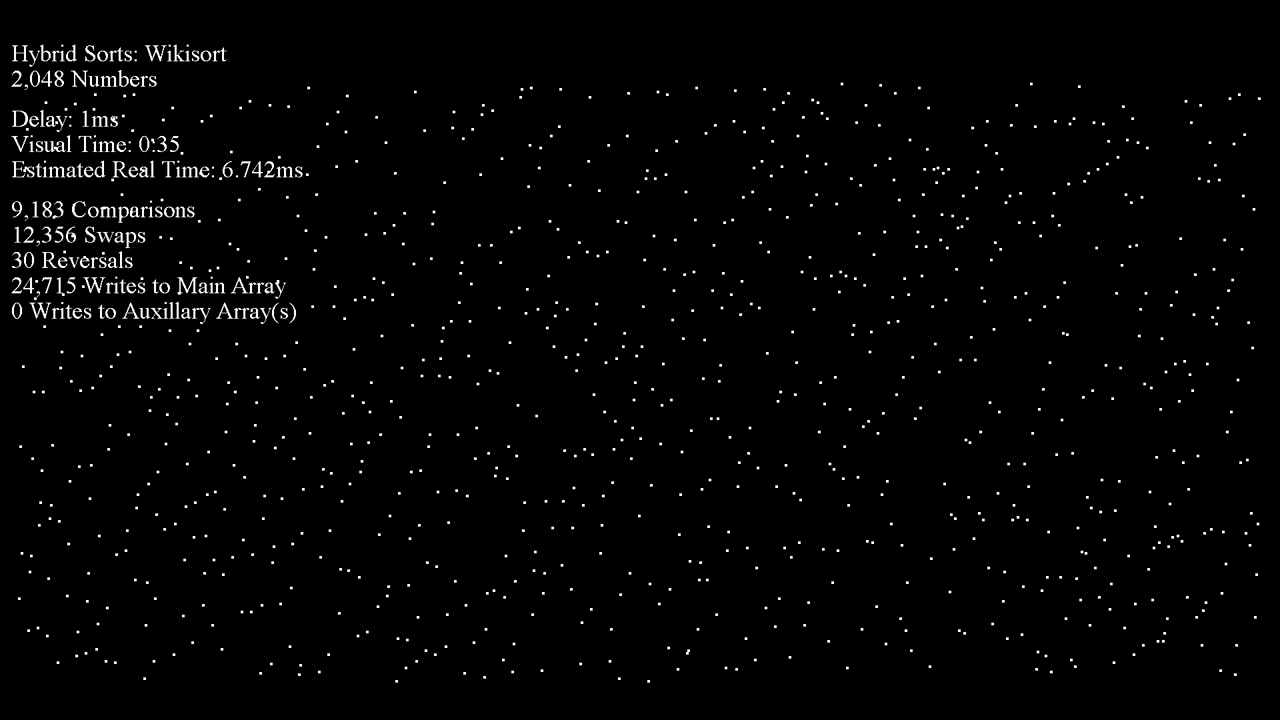 Hybrid Sorts: Wikisort
2,048 Numbers
Delay: 1ms
Visual Time: 0:35
Estimated Real Time: 6.742ms
9,183 Comparisons
12,356 Swaps
30 Reversals
24,715 Writes to Main Array
0 Writes to Auxillary Array(s)